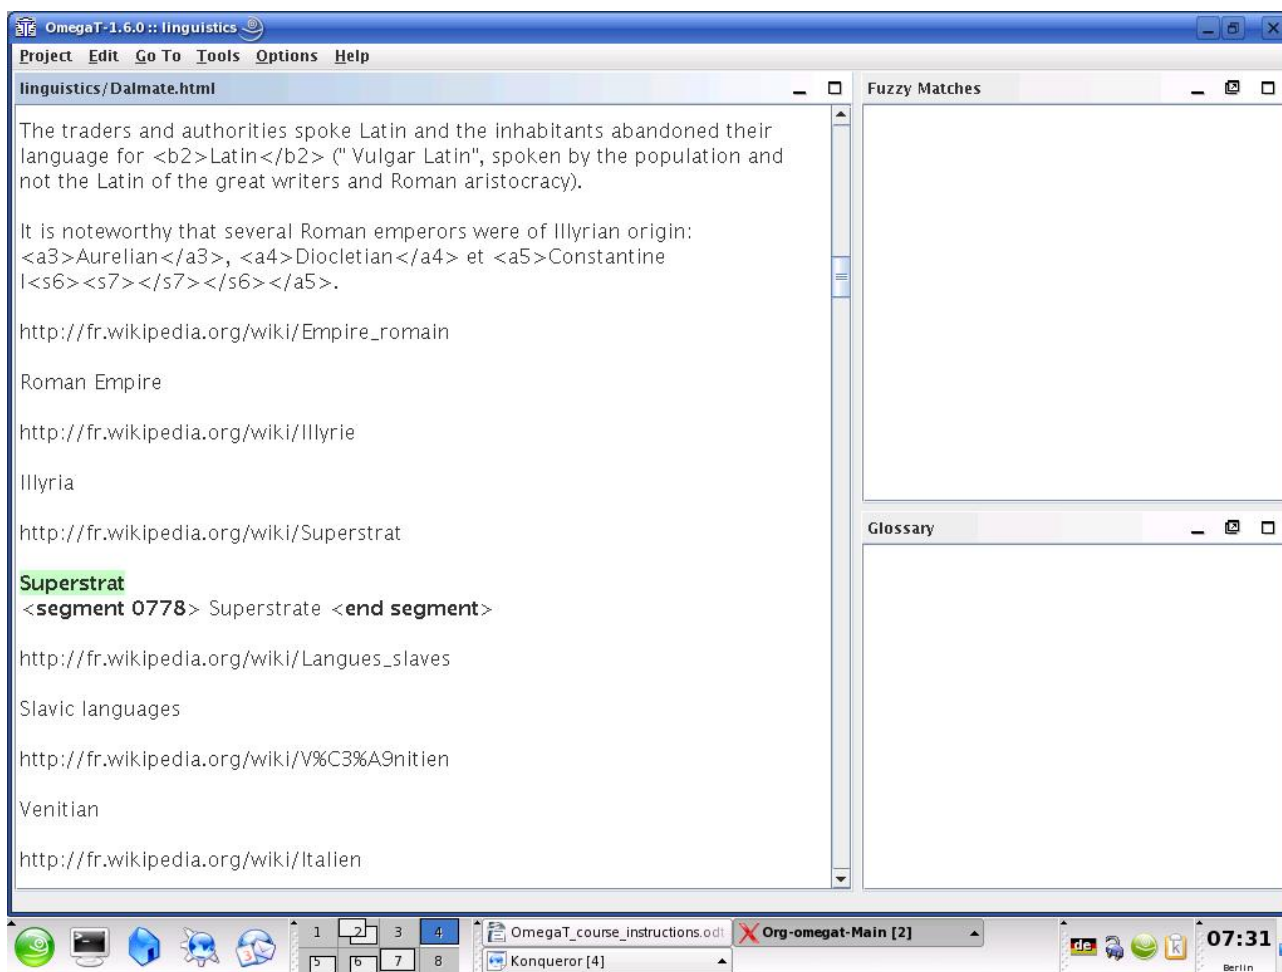 OmegaT-1.6.0 :: linguistics
Project Edit Go To Tools Options Help
linguistics/Dalmate.html
The traders and authorities spoke Latin and the inhabitants abandoned their
language for <b2>Latin</b2> (" Vulgar Latin", spoken by the population and
not the Latin of the great writers and Roman aristocracy).
It is noteworthy that several Roman emperors were of Illyrian origin:
<a3>Aurelian</a3>, <a4>Diocletian</a4> et <a5>Constantine
I<s6><s7></s7></s6></a5>.
http://fr.wikipedia.org/wiki/Empire_romain
Roman Empire
http://fr.wikipedia.org/wiki/Illyrie
Illyria
http://fr.wikipedia.org/wiki/Superstrat
Superstrat
<segment 0778> Superstrate <end segment>
http://fr.wikipedia.org/wiki/Langues_slaves
Slavic languages
http://fr.wikipedia.org/wiki/V%C3%A9nitien
Venitian
http://fr.wikipedia.org/wiki/Italien
Fuzzy Matches
Glossary
1 2 3 4
5 6 7 8
OmegaT_course_instructions.odt
Konqueror [4]
Org-omegat-Main [2]
de
07:31
Berlin